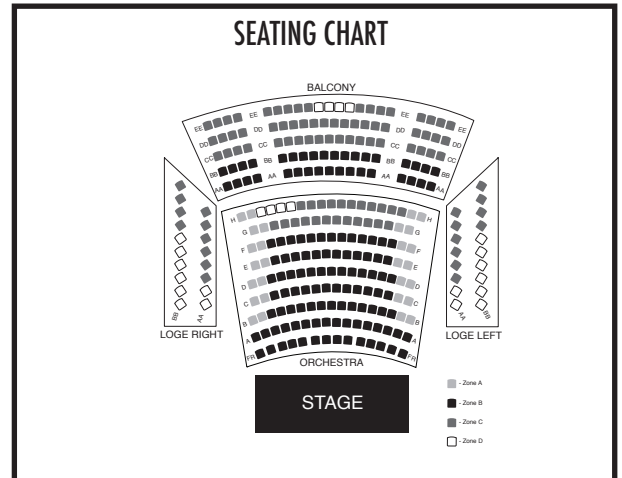 SEATING CHART
BALCONY
EE EE EE EE
DD DD DD DD
CC CC CC CC
BB BB BB BB
AA AA AA AA
H H
G G
F F
E E
D D
C C
B B
A A
FR FR
BB AA
AA BB
LOGE RIGHT
LOGE LEFT
ORCHESTRA
STAGE
- Zone A
- Zone B
- Zone C
- Zone D